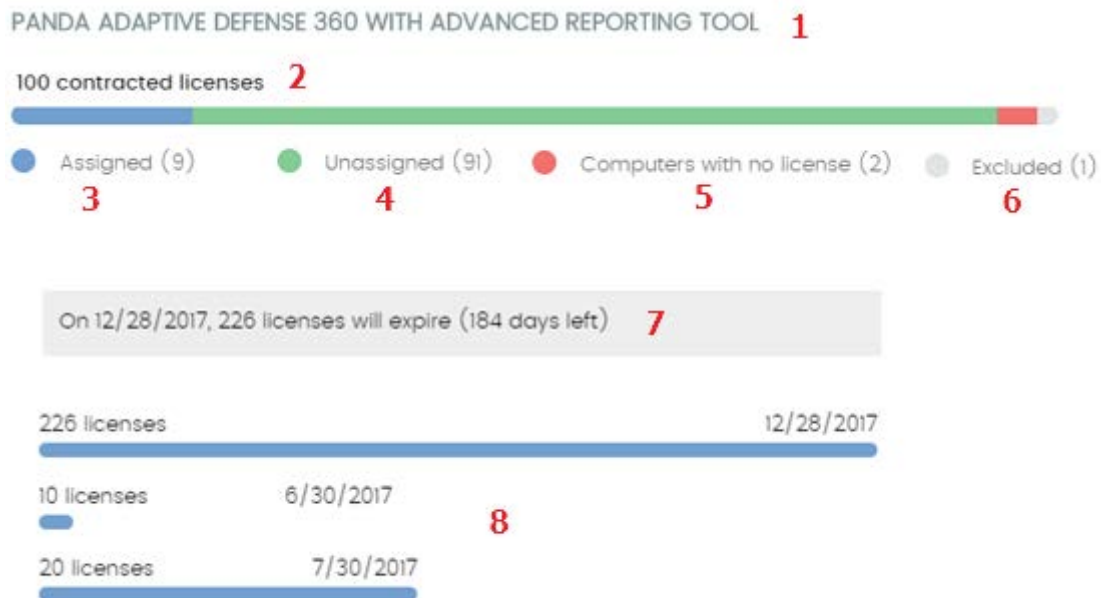 PANDA ADAPTIVE DEFENSE 360 WITH ADVANCED REPORTING TOOL 1
100 contracted licenses 2
Assigned (9) Unassigned (91) Computers with no license (2) Excluded (1)
3 4 5 6
On 12/28/2017, 226 licenses will expire (184 days left) 7
226 licenses 12/28/2017
10 licenses 6/30/2017
8
20 licenses 7/30/2017